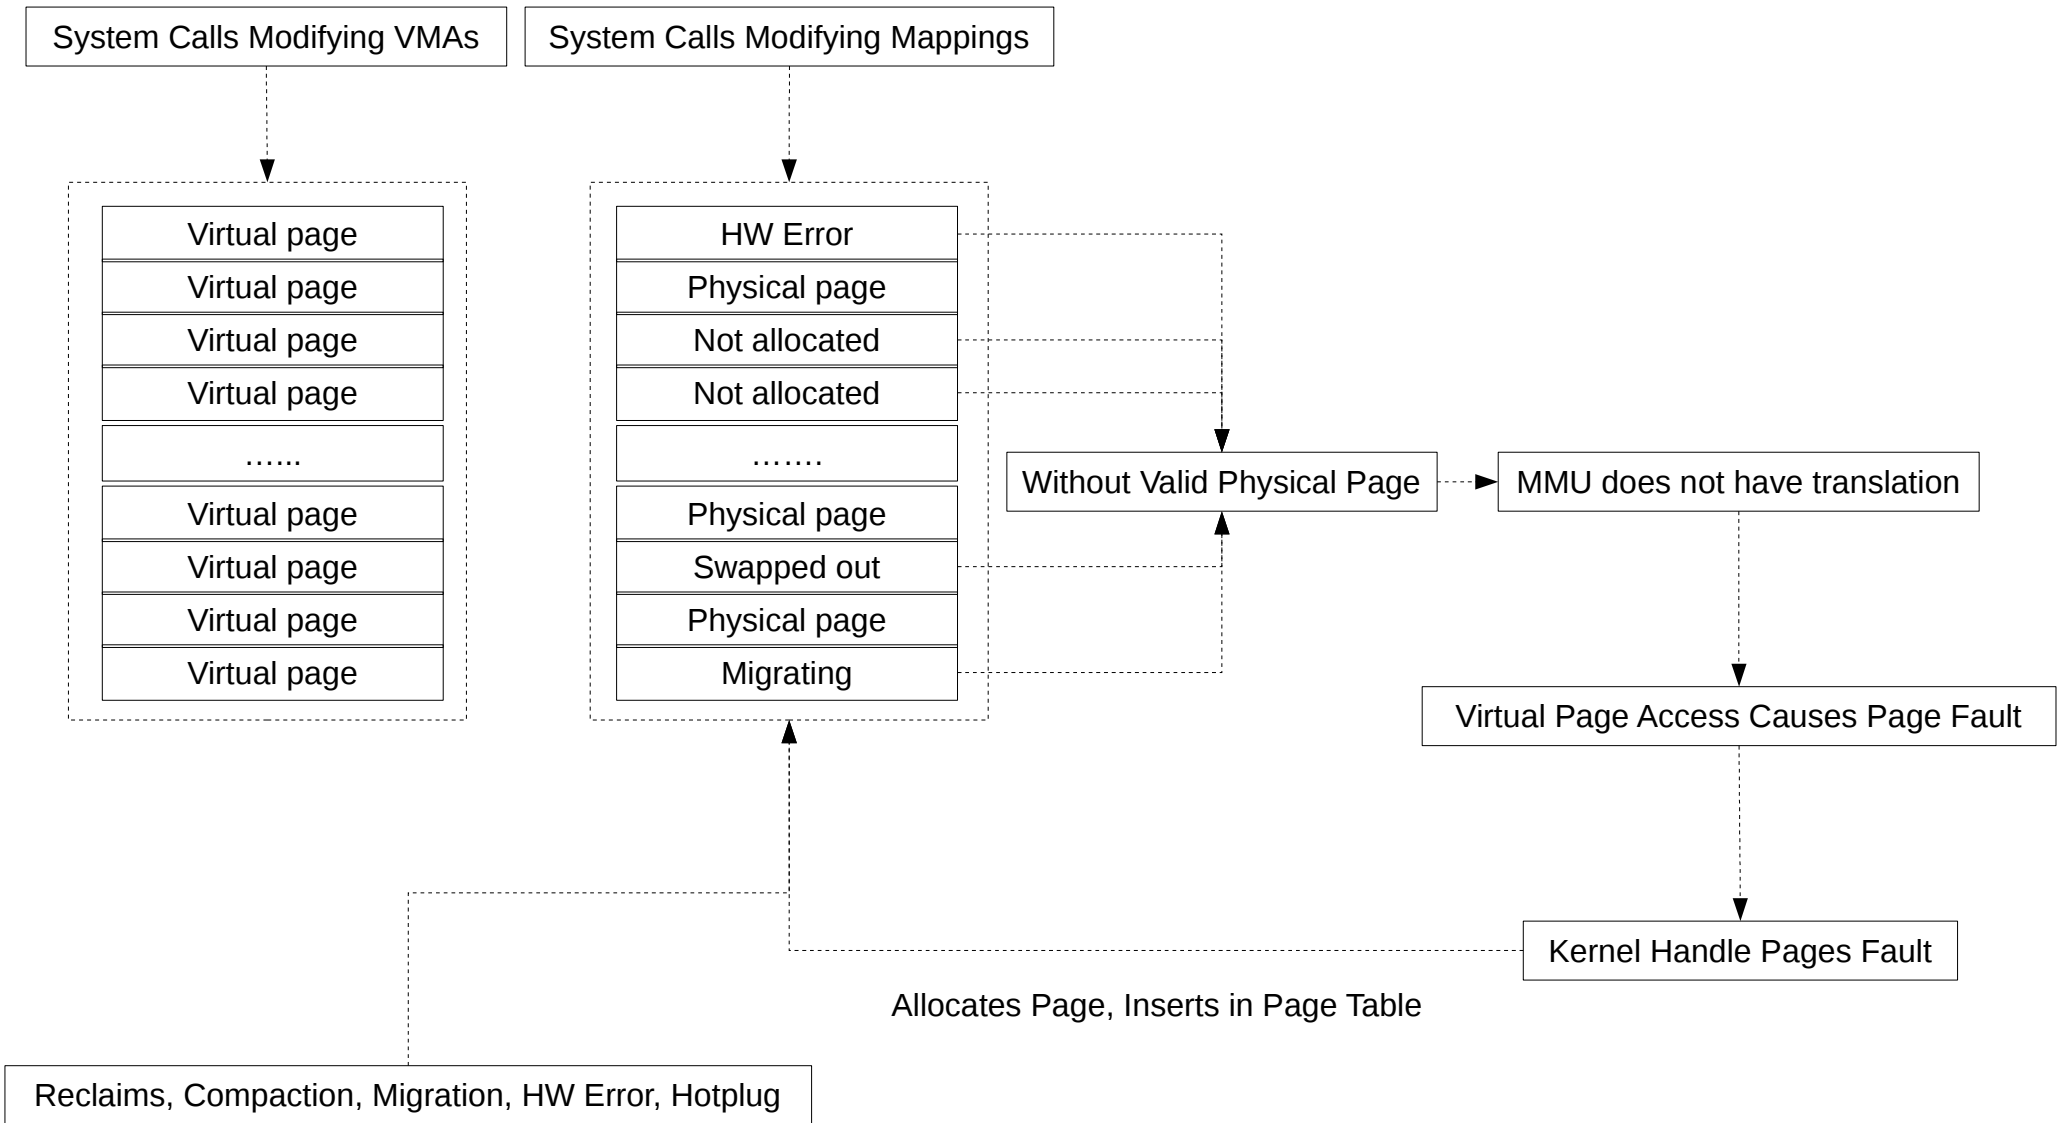 System Calls Modifying VMAs
System Calls Modifying Mappings
Virtual page
Virtual page
Virtual page
Virtual page
…...
Virtual page
Virtual page
Virtual page
Virtual page
HW Error
Physical page
Not allocated
Not allocated
…….
Physical page
Swapped out
Physical page
Migrating
Without Valid Physical Page
MMU does not have translation
Virtual Page Access Causes Page Fault
Kernel Handle Pages Fault
Allocates Page, Inserts in Page Table
Reclaims, Compaction, Migration, HW Error, Hotplug